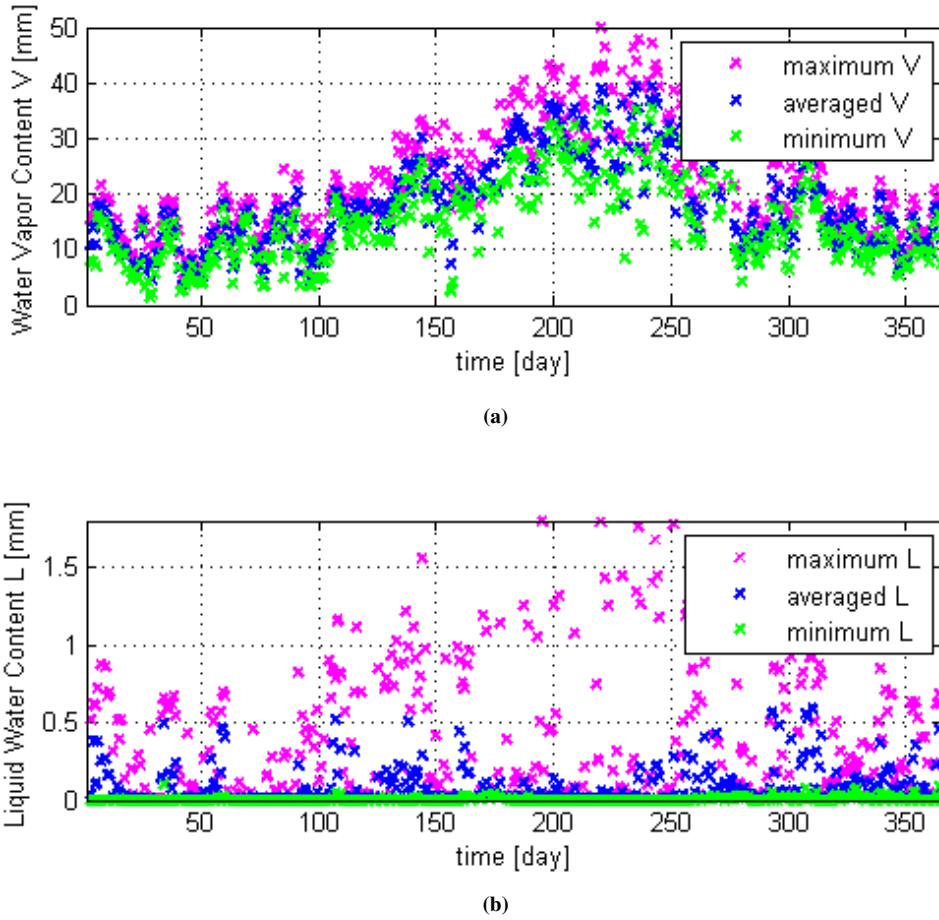 Water Vapor Content V [mm]
50
40
30
20
10
0
maximum V
averaged V
minimum V
50 100 150 200 250 300 350
time [day]
(a)
Liquid Water Content L [mm]
1.5
1
0.5
0
maximum L
averaged L
minimum L
50 100 150 200 250 300 350
time [day]
(b)